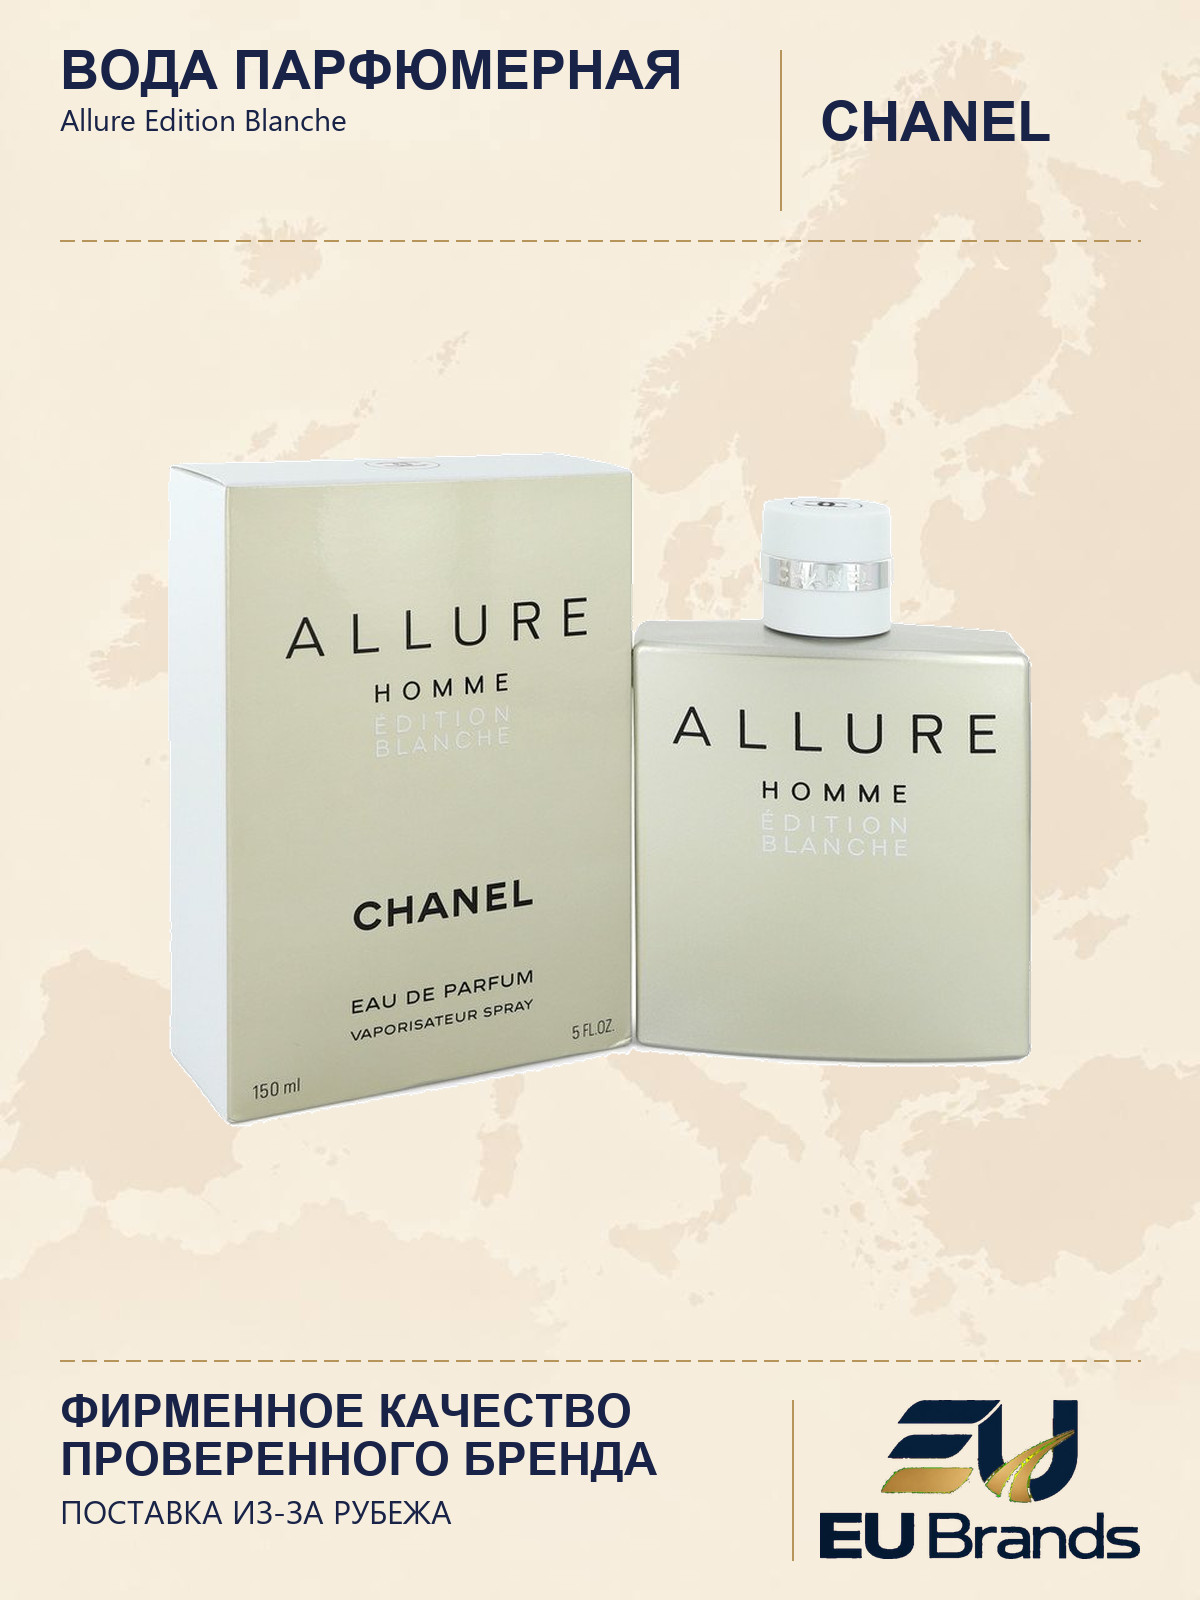 ВОДА ПАРФЮМЕРНАЯ
Allure Edition Blanche
CHANEL
ALLURE
HOMME
ÉDITION
BLANCHE
CHANEL
EAU DE PARFUM
VAPORISATEUR SPRAY
5 FL.OZ.
150 ml
CHANEL
ALLURE
HOMME
ÉDITION
BLANCHE
ФИРМЕННОЕ КАЧЕСТВО
ПРОВЕРЕННОГО БРЕНДА
ПОСТАВКА ИЗ-ЗА РУБЕЖА
EU
EU Brands